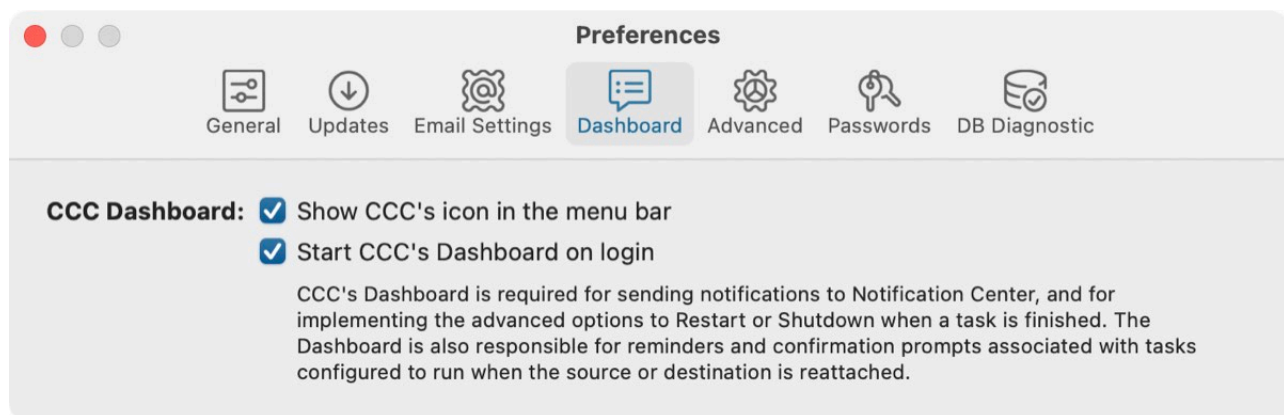 Preferences
General Updates Email Settings Dashboard Advanced Passwords DB Diagnostic
CCC Dashboard: Show CCC's icon in the menu bar
Start CCC's Dashboard on login
CCC's Dashboard is required for sending notifications to Notification Center, and for
implementing the advanced options to Restart or Shutdown when a task is finished. The
Dashboard is also responsible for reminders and confirmation prompts associated with tasks
configured to run when the source or destination is reattached.